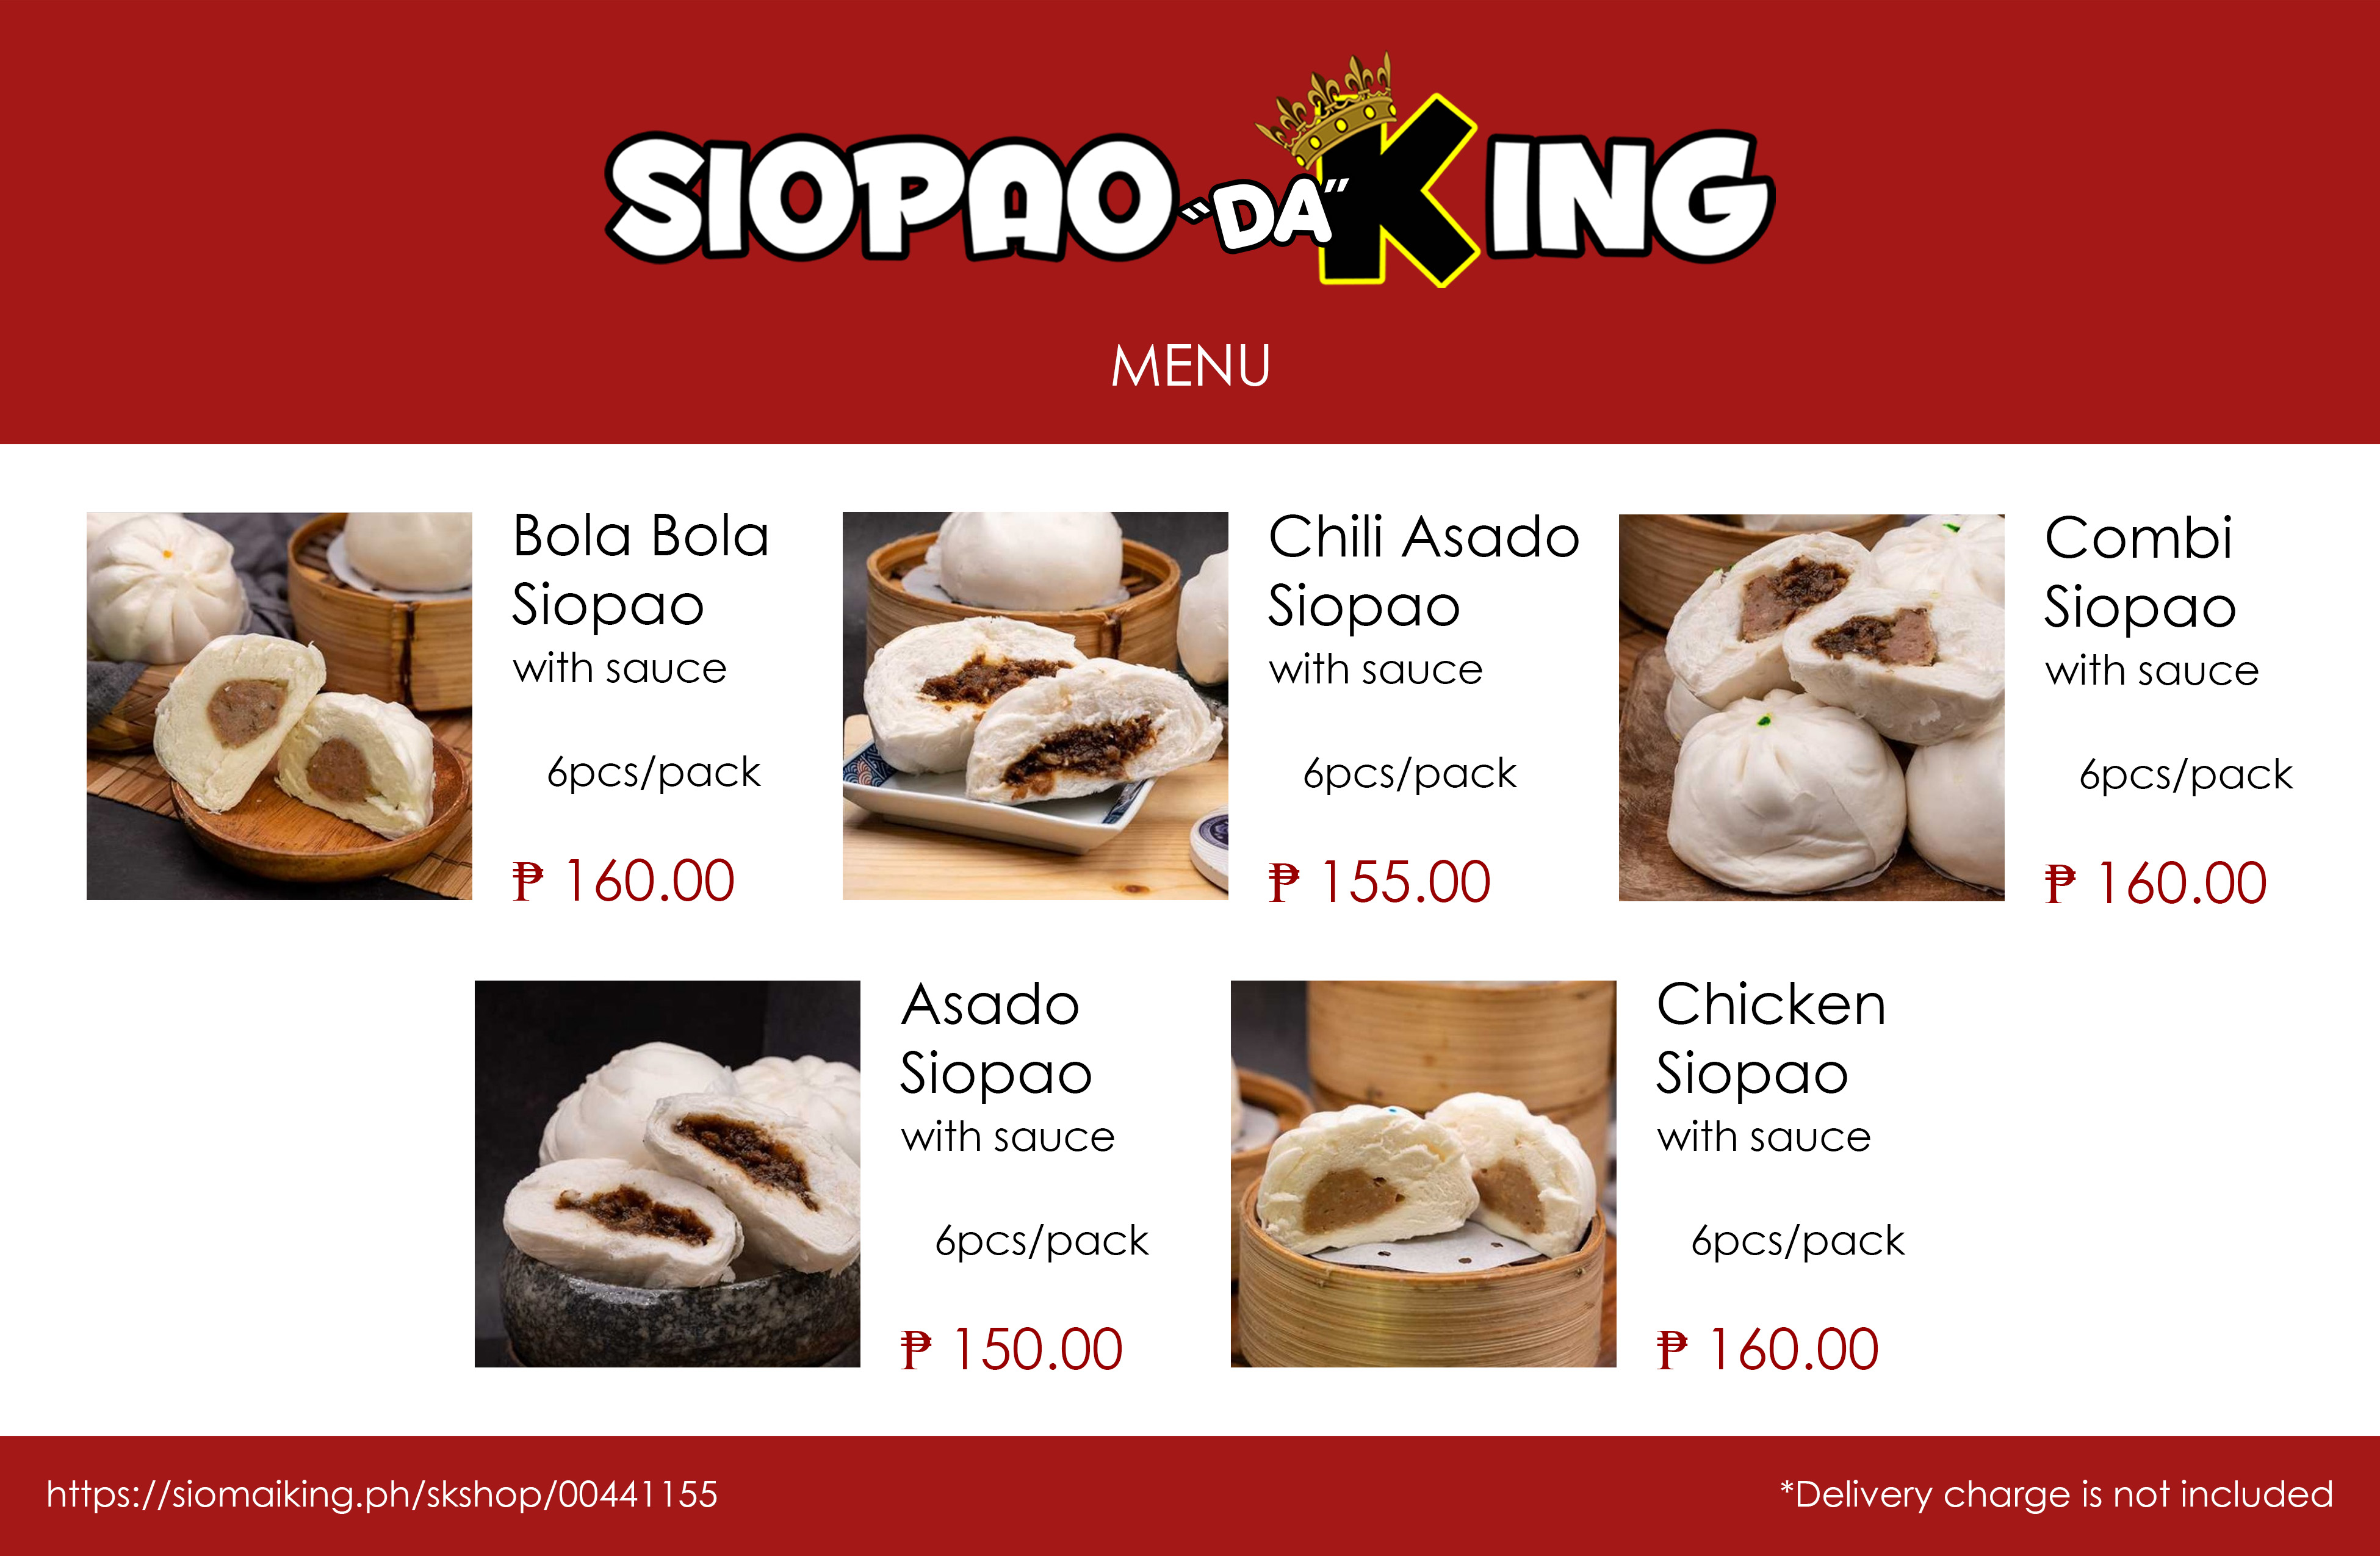 SIOPAO "DA" KING
MENU
Bola Bola
Siopao
with sauce
6pcs/pack
₱ 160.00
Chili Asado
Siopao
with sauce
6pcs/pack
₱ 155.00
Combi
Siopao
with sauce
6pcs/pack
₱ 160.00
Asado
Siopao
with sauce
6pcs/pack
₱ 150.00
Chicken
Siopao
with sauce
6pcs/pack
₱ 160.00
https://siomaiking.ph/skshop/00441155
*Delivery charge is not included